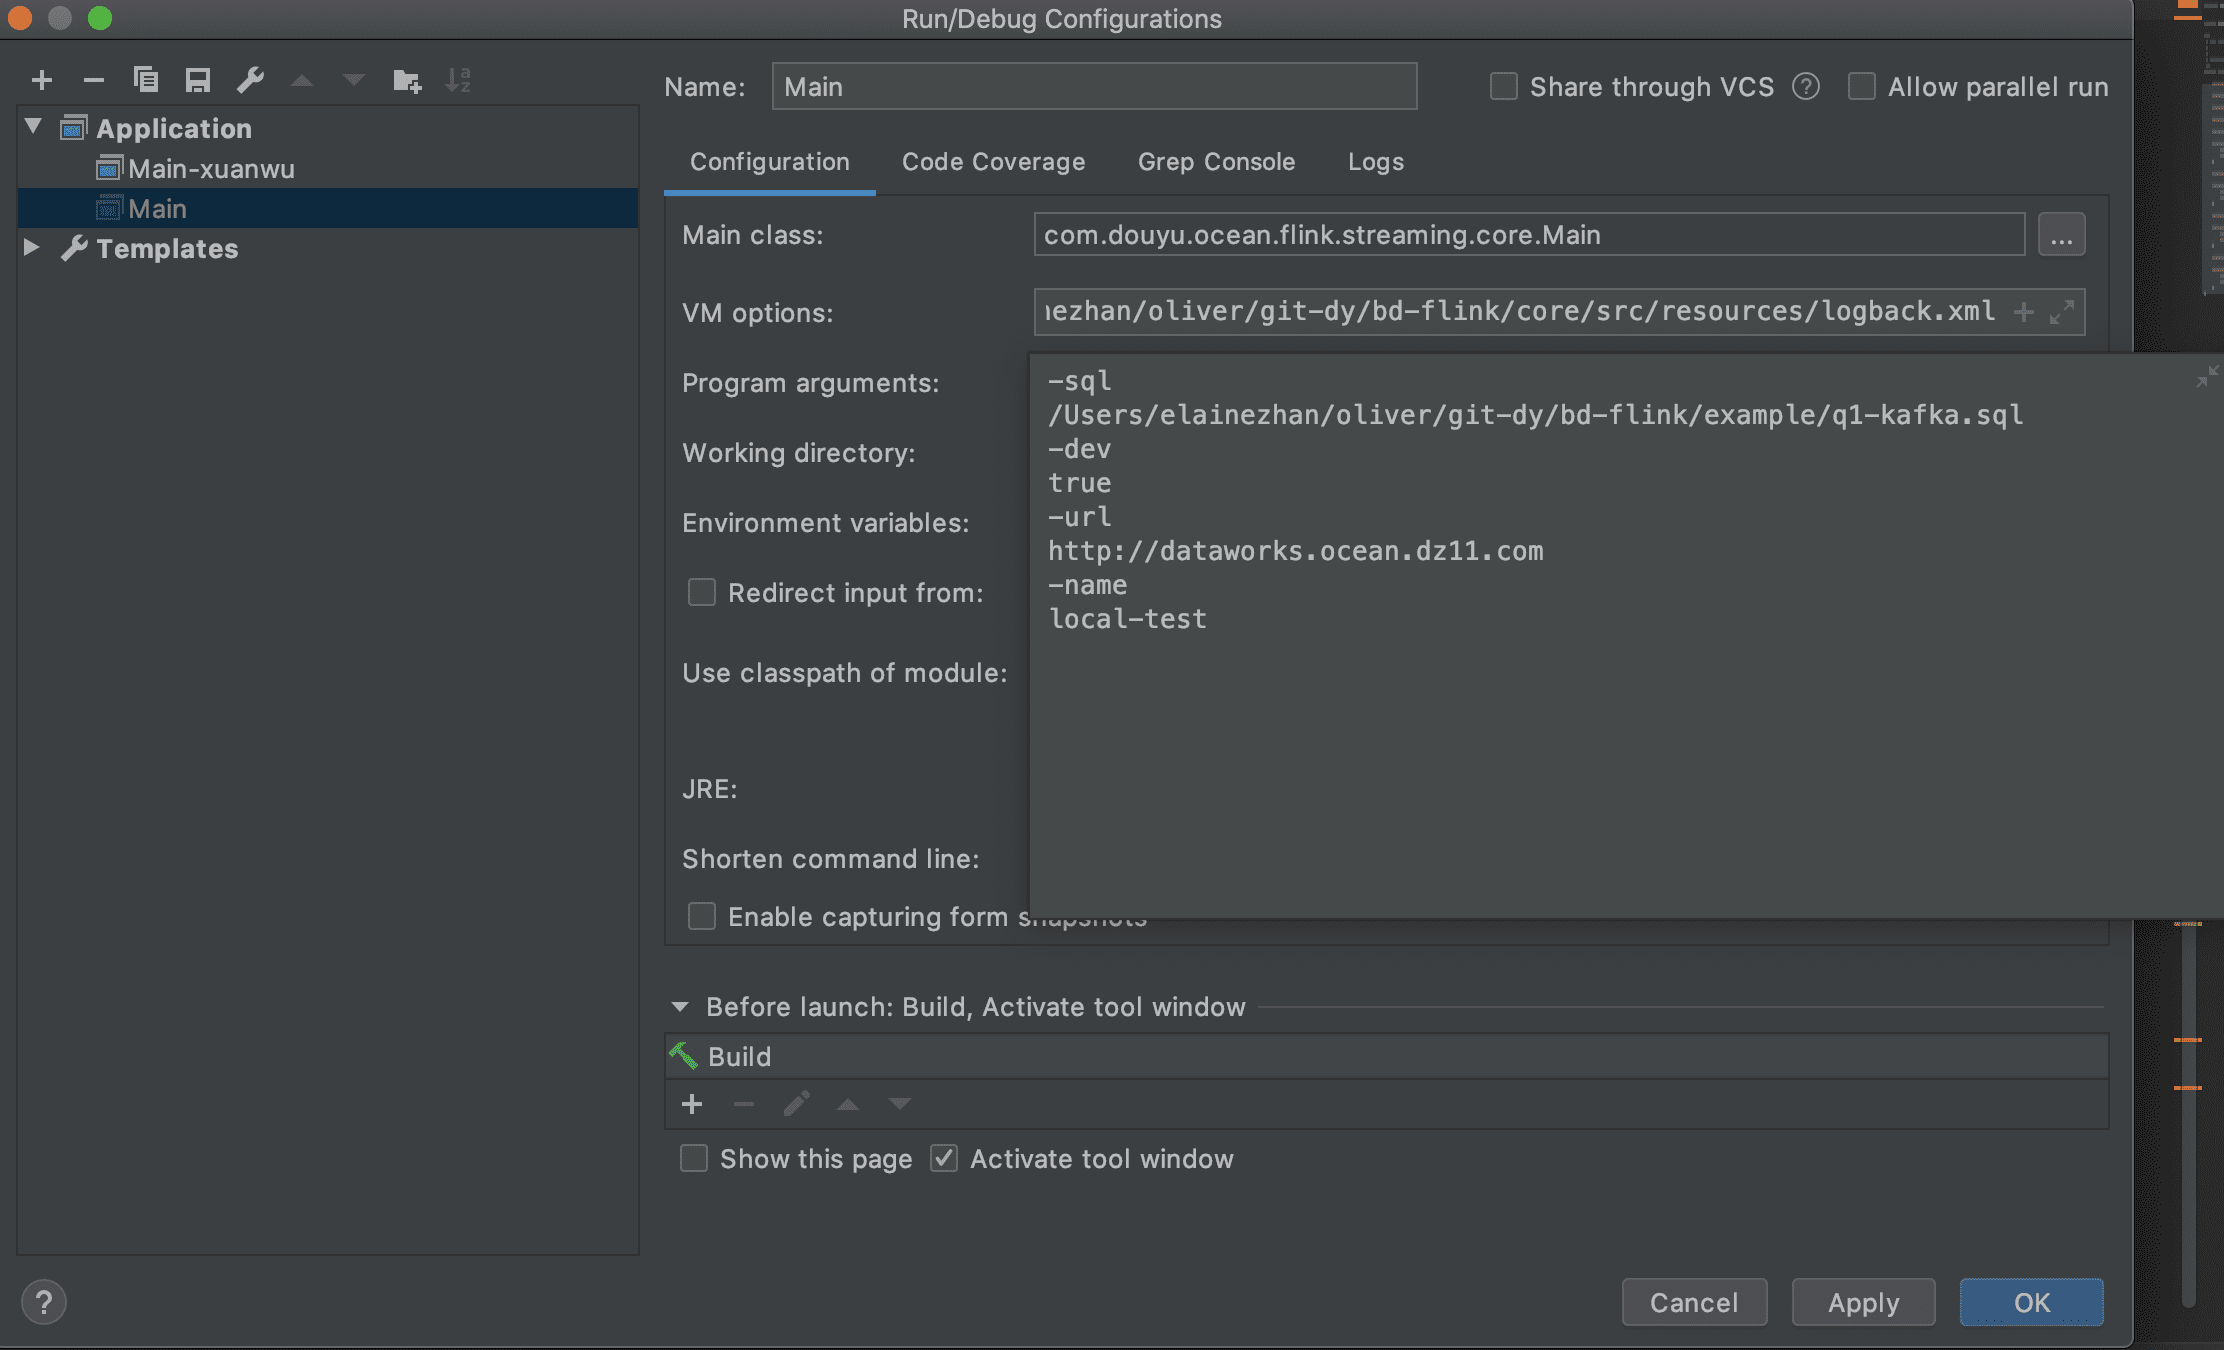 Run/Debug Configurations
Name: Main
Share through VCS ?
Allow parallel run
Application
Main-xuanwu
Main
Templates
Configuration Code Coverage Grep Console Logs
Main class: com.douyu.ocean.flink.streaming.core.Main ...
VM options: nezhan/oliver/git-dy/bd-flink/core/src/resources/logback.xml
Program arguments:
-sql
/Users/elainezhan/oliver/git-dy/bd-flink/example/q1-kafka.sql
-dev
true
-url
http://dataworks.ocean.dz11.com
-name
local-test
Working directory:
Environment variables:
Redirect input from:
Use classpath of module:
JRE:
Shorten command line:
Enable capturing form snapshots
Before launch: Build, Activate tool window
Build
Show this page Activate tool window
? Cancel Apply OK